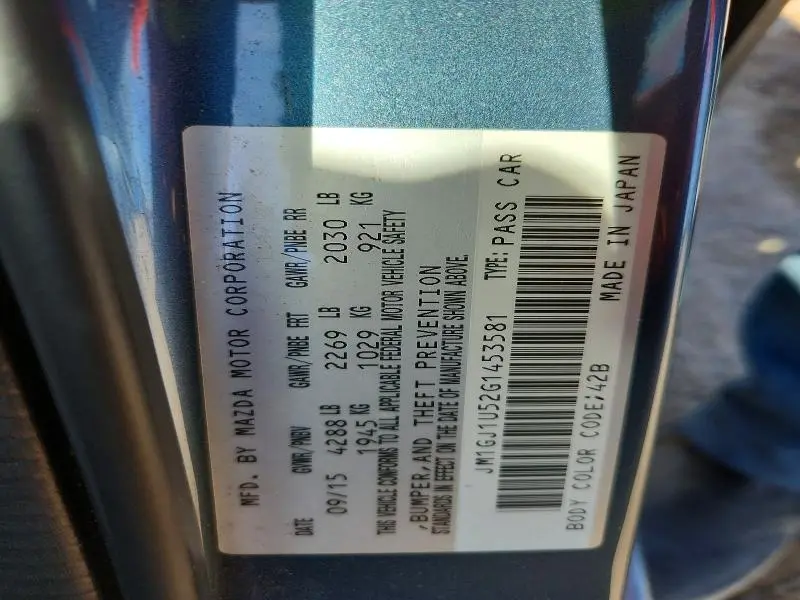 MFD. BY MAZDA MOTOR CORPORATION
DATE GVWR/PNBV GAWR/PNBE FRT GAWR/PNBE RR
09/15 4288 LB 2269 LB 2030 LB
1945 KG 1029 KG 921 KG
THIS VEHICLE CONFORMS TO ALL APPLICABLE FEDERAL MOTOR VEHICLE SAFETY
,BUMPER,AND THEFT PREVENTION
STANDARDS IN EFFECT ON THE DATE OF MANUFACTURE SHOWN ABOVE.
JM1GJ1U52G1453581 TYPE:PASS CAR
BODY COLOR CODE;42B MADE IN JAPAN